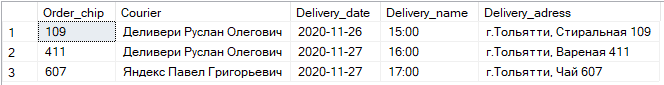 Order_chip Courier Delivery_date Delivery_name Delivery_adress
1 109 Деливери Руслан Олегович 2020-11-26 15:00 г.Тольятти, Стиральная 109
2 411 Деливери Руслан Олегович 2020-11-27 16:00 г.Тольятти, Вареная 411
3 607 Яндекс Павел Григорьевич 2020-11-27 17:00 г.Тольятти, Чай 607